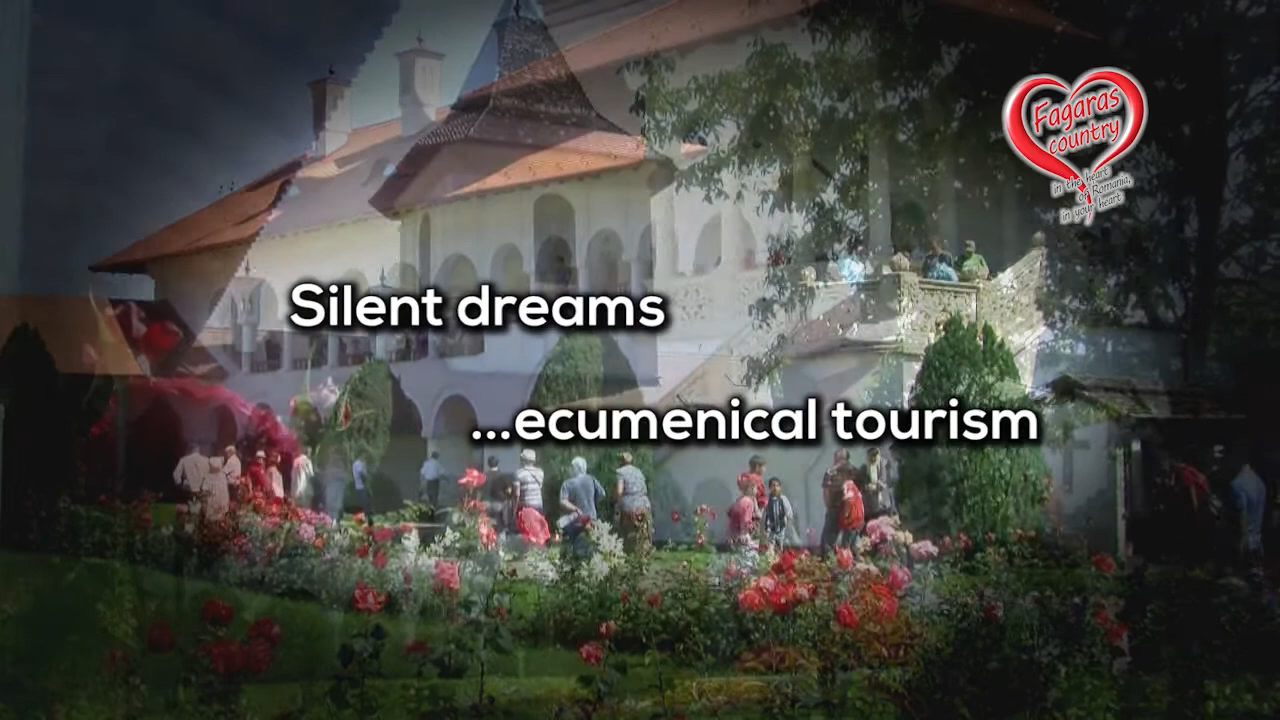 Fagaras
country
in the heart
of Romania,
in your heart
Silent dreams
...ecumenical tourism